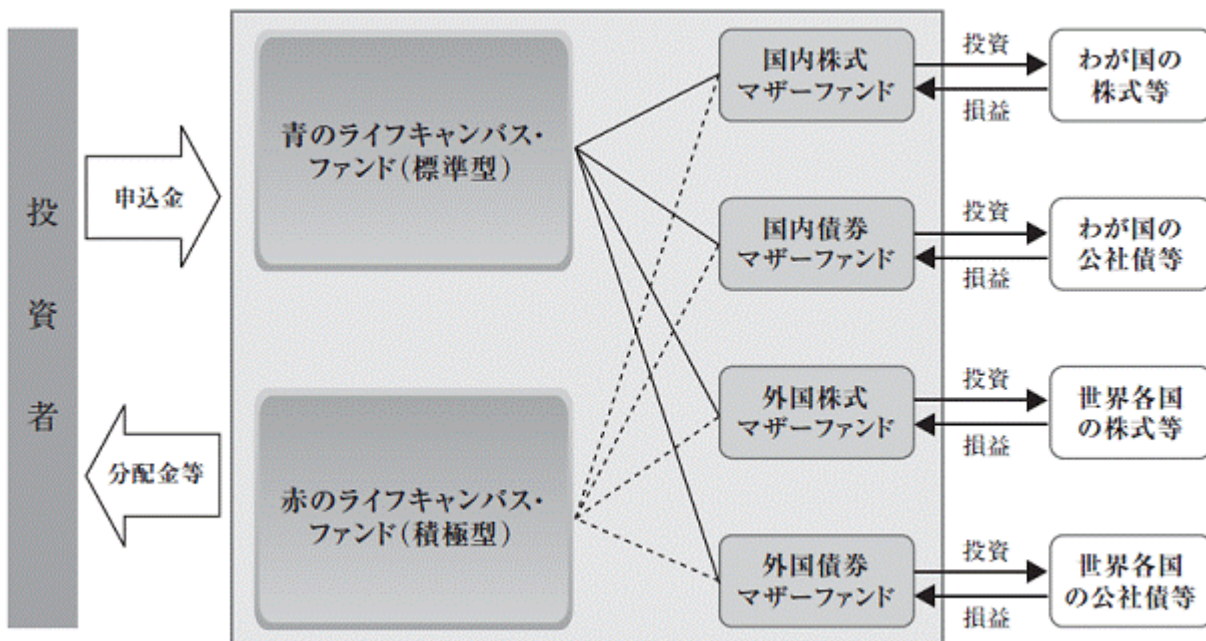 投資者
申込金
分配金等
青のライフキャンバス・
ファンド(標準型)
赤のライフキャンバス・
ファンド(積極型)
国内株式
マザーファンド
投資
損益
わが国の
株式等
国内債券
マザーファンド
投資
損益
わが国の
公社債等
外国株式
マザーファンド
投資
損益
世界各国
の株式等
外国債券
マザーファンド
投資
損益
世界各国
の公社債等